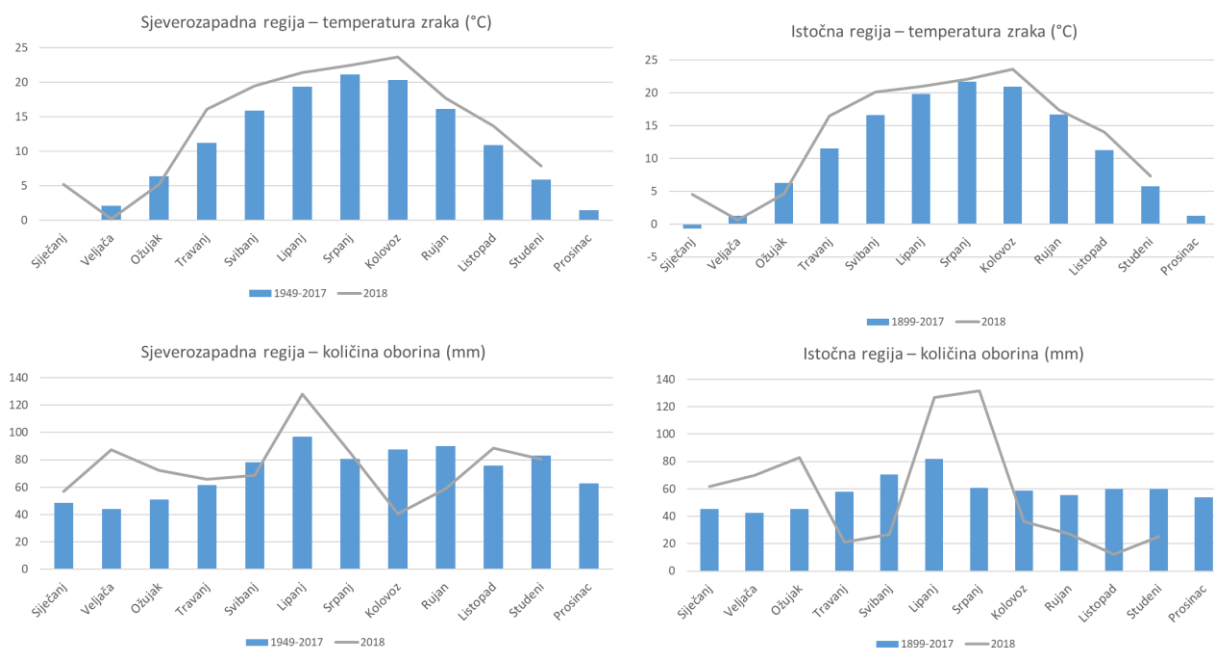 Sjeverozapadna regija – temperatura zraka (°C)
25
20
15
10
5
0
Siječanj
Veljača
Ožujak
Travanj
Svibanj
Lipanj
Srpanj
Kolovoz
Rujan
Listopad
Studeni
Prosinac
1949-2017
2018
Istočna regija – temperatura zraka (°C)
25
20
15
10
5
0
-5
Siječanj
Veljača
Ožujak
Travanj
Svibanj
Lipanj
Srpanj
Kolovoz
Rujan
Listopad
Studeni
Prosinac
1899-2017
2018
Sjeverozapadna regija – količina oborina (mm)
140
120
100
80
60
40
20
0
Siječanj
Veljača
Ožujak
Travanj
Svibanj
Lipanj
Srpanj
Kolovoz
Rujan
Listopad
Studeni
Prosinac
1949-2017
2018
Istočna regija – količina oborina (mm)
140
120
100
80
60
40
20
0
Siječanj
Veljača
Ožujak
Travanj
Svibanj
Lipanj
Srpanj
Kolovoz
Rujan
Listopad
Studeni
Prosinac
1899-2017
2018